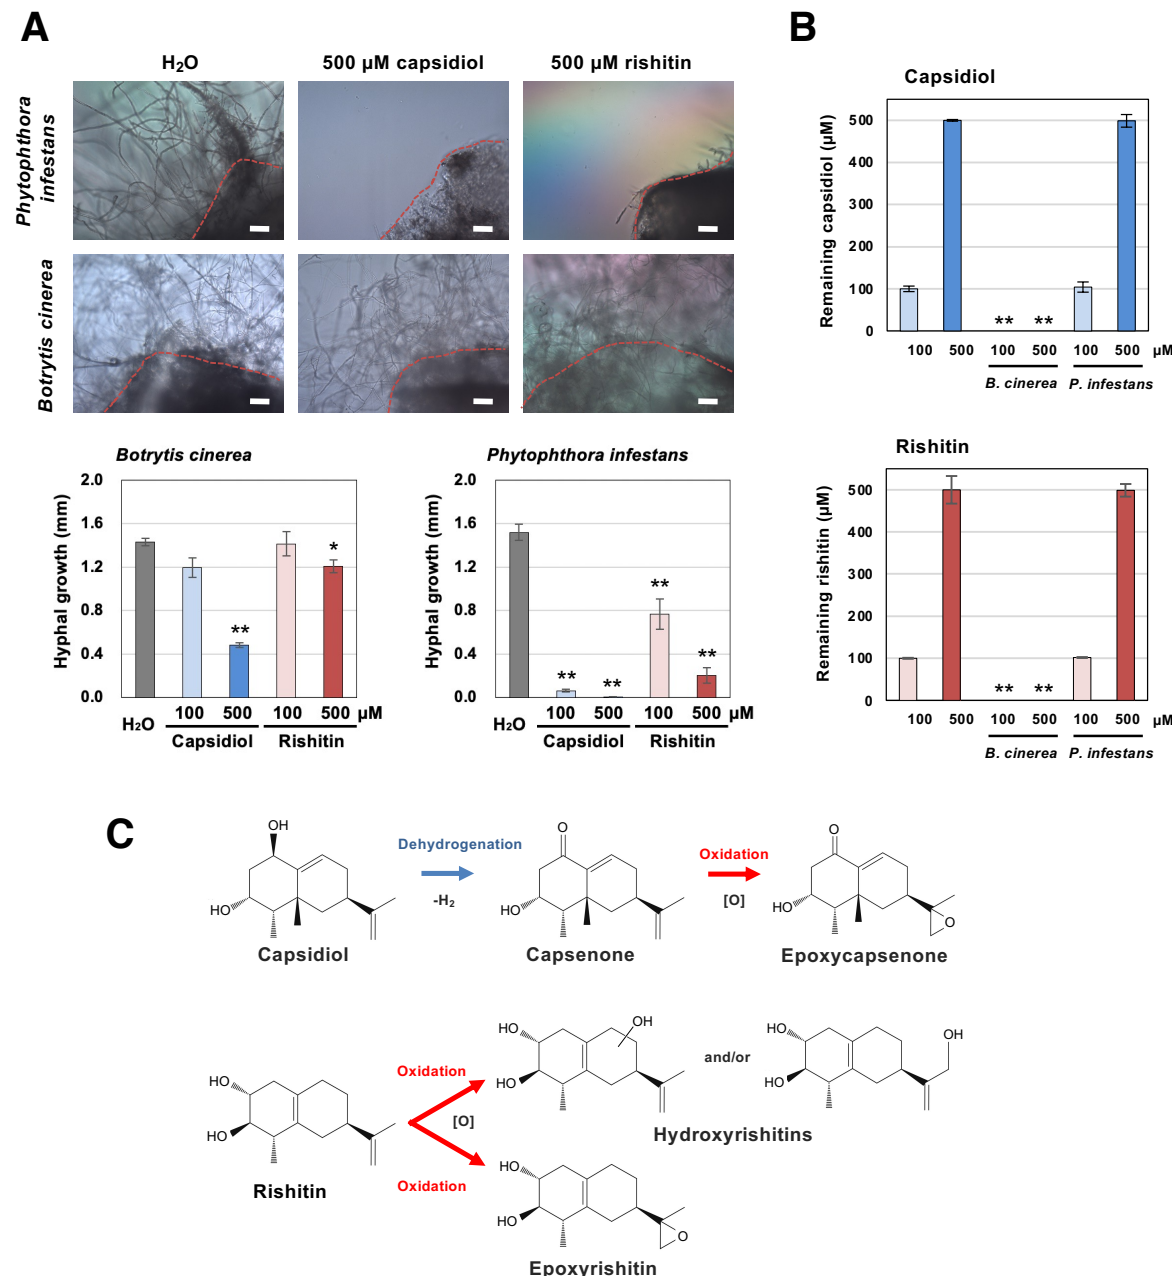 A
H₂O
500 µM capsidiol
500 µM rishitin
Phytophthora
infestans
Botrytis cinerea
Botrytis cinerea
Hyphal growth (mm)
2.0
1.6
1.2
0.8
0.4
0.0
*
**
H₂O
100
500
100
500
µM
Capsidiol
Rishitin
Phytophthora infestans
Hyphal growth (mm)
2.0
1.6
1.2
0.8
0.4
0.0
**
**
**
**
H₂O
100
500
100
500
µM
Capsidiol
Rishitin
B
Capsidiol
Remaining capsidiol (µM)
500
400
300
200
100
0
**
**
100
500
100
500
100
500
µM
B. cinerea
P. infestans
Rishitin
Remaining rishitin (µM)
500
400
300
200
100
0
**
**
100
500
100
500
100
500
µM
B. cinerea
P. infestans
C
OH
HO
Capsidiol
Dehydrogenation
-H₂
O
HO
Capsenone
Oxidation
[O]
O
HO
O
Epoxycapsenone
HO
HO
Rishitin
Oxidation
[O]
Oxidation
HO
HO
OH
and/or
HO
HO
OH
Hydroxyrishitins
HO
HO
O
Epoxyrishitin